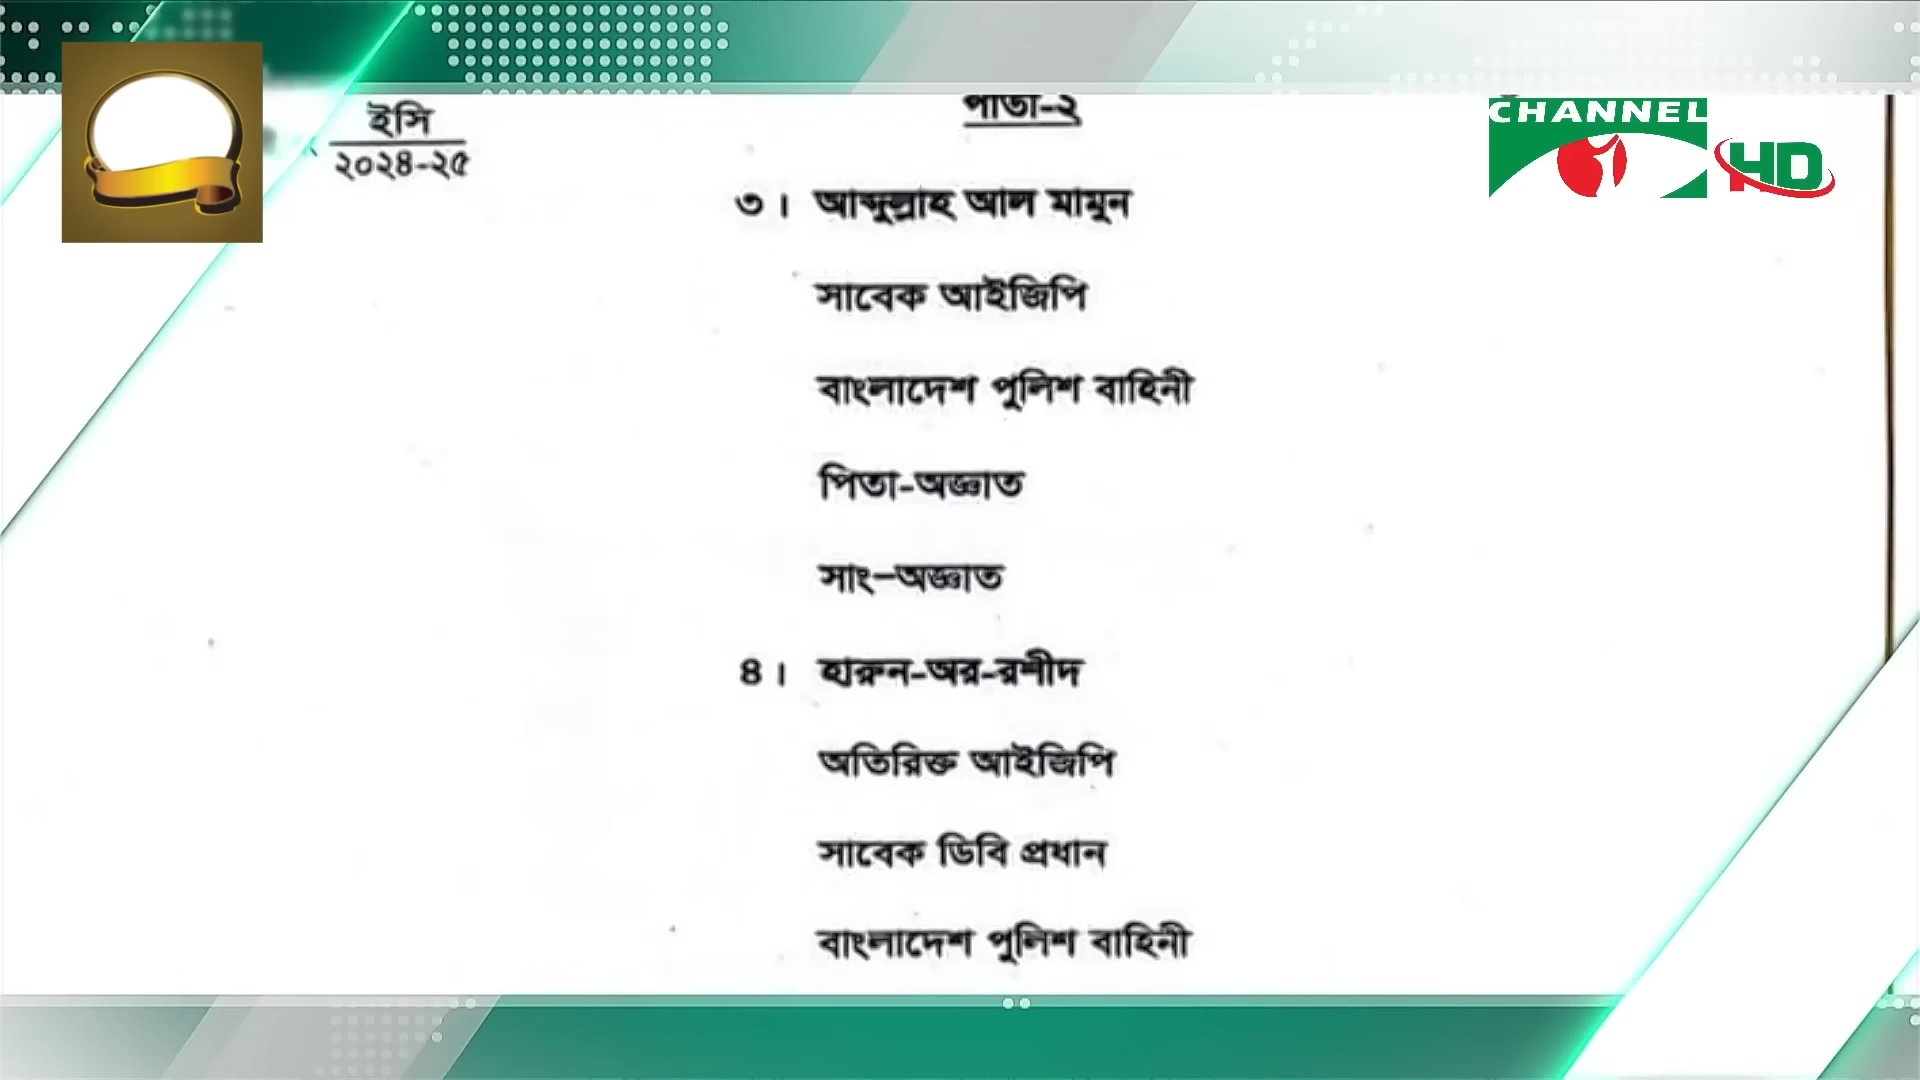 পাতা-২
CHANNEL
HD
ইসি
২০২৪-২৫
৩। আব্দুল্লাহ আল মামুন
সাবেক আইজিপি
বাংলাদেশ পুলিশ বাহিনী
পিতা-অজ্ঞাত
সাং-অজ্ঞাত
৪। হারুন-অর-রশীদ
অতিরিক্ত আইজিপি
সাবেক ডিবি প্রধান
বাংলাদেশ পুলিশ বাহিনী